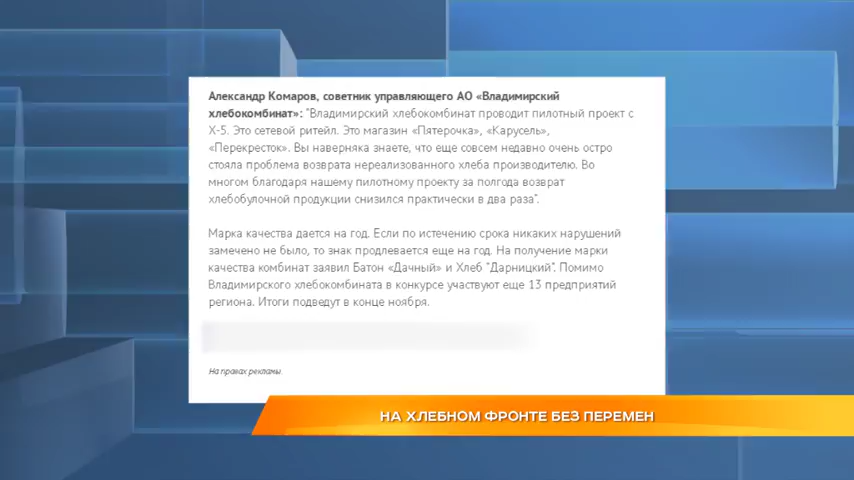 Александр Комаров, советник управляющего АО «Владимирский
хлебокомбинат»: "Владимирский хлебокомбинат проводит пилотный проект с
Х-5. Это сетевой ритейл. Это магазин «Пятерочка», «Карусель»,
«Перекресток». Вы наверняка знаете, что еще совсем недавно очень остро
стояла проблема возврата нереализованного хлеба производителю. Во
многом благодаря нашему пилотному проекту за полгода возврат
хлебобулочной продукции снизился практически в два раза".
Марка качества дается на год. Если по истечению срока никаких нарушений
замечено не было, то знак продлевается еще на год. На получение марки
качества комбинат заявил Батон «Дачный» и Хлеб "Дарницкий". Помимо
Владимирского хлебокомбината в конкурсе участвуют еще 13 предприятий
региона. Итоги подведут в конце ноября.
На правах рекламы
НА ХЛЕБНОМ ФРОНТЕ БЕЗ ПЕРЕМЕН